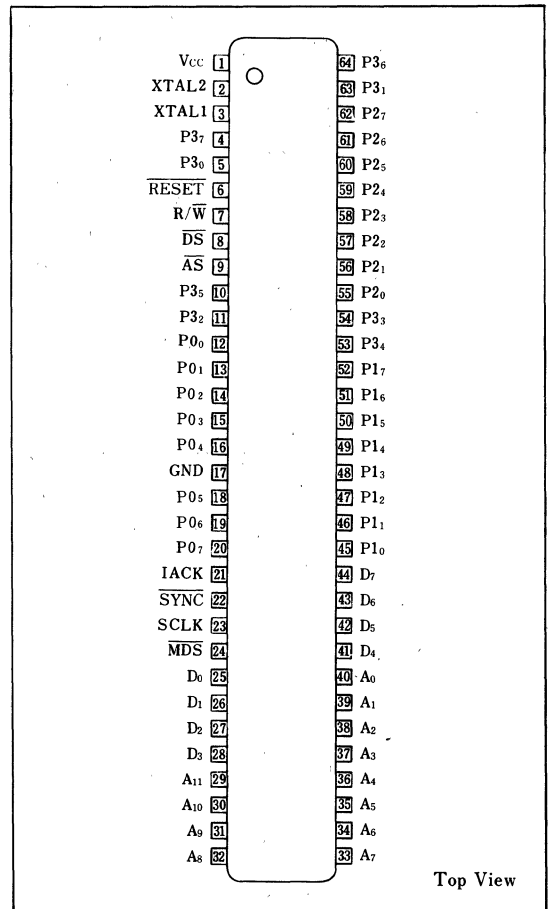 Vcc 1 64 P3₆
XTAL2 2 63 P3₁
XTAL1 3 62 P2₇
P3₇ 4 61 P2₆
P3₀ 5 60 P2₅
R̅E̅S̅E̅T̅ 6 59 P2₄
R/W̅ 7 58 P2₃
D̅S̅ 8 57 P2₂
A̅S̅ 9 56 P2₁
P3₅ 10 55 P2₀
P3₂ 11 54 P3₃
P0₀ 12 53 P3₄
P0₁ 13 52 P1₇
P0₂ 14 51 P1₆
P0₃ 15 50 P1₅
P0₄ 16 49 P1₄
GND 17 48 P1₃
P0₅ 18 47 P1₂
P0₆ 19 46 P1₁
P0₇ 20 45 P1₀
IACK 21 44 D₇
S̅Y̅N̅C̅ 22 43 D₆
SCLK 23 42 D₅
M̅D̅S̅ 24 41 D₄
D₀ 25 40 A₀
D₁ 26 39 A₁
D₂ 27 38 A₂
D₃ 28 37 A₃
A₁₁ 29 36 A₄
A₁₀ 30 35 A₅
A₉ 31 34 A₆
A₈ 32 33 A₇
Top View